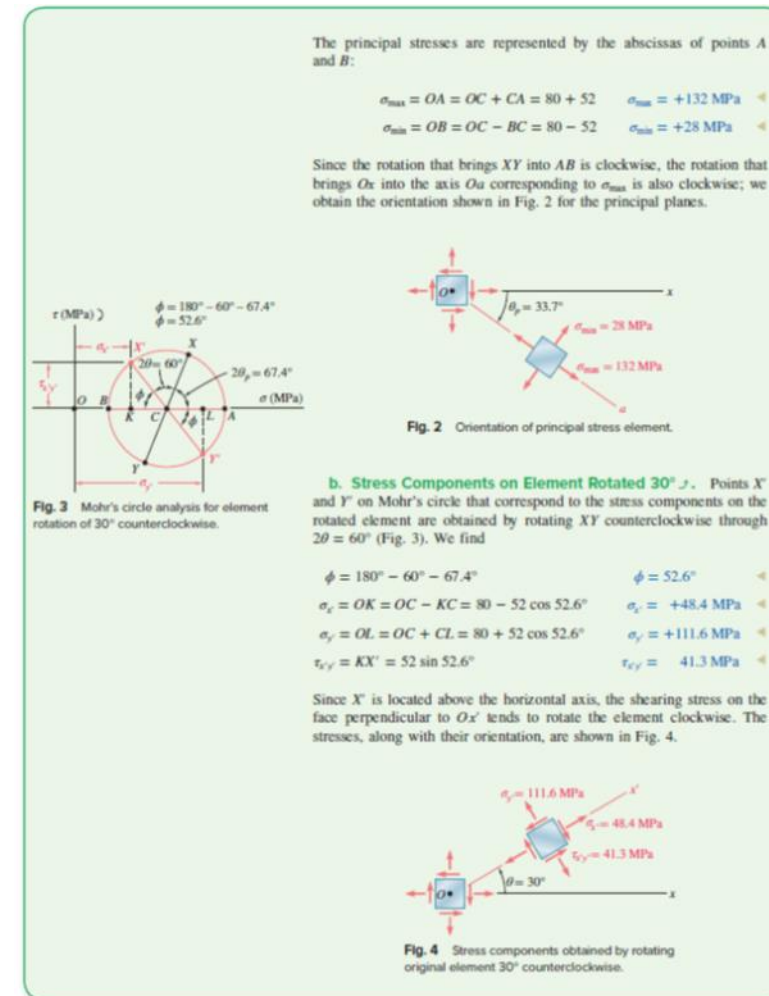 The principal stresses are represented by the abscissas of points A
and B:
σmax = OA = OC + CA = 80 + 52 σmax = +132 MPa
σmin = OB = OC − BC = 80 − 52 σmin = +28 MPa
Since the rotation that brings XY into AB is clockwise, the rotation that
brings Ox into the axis Oa corresponding to σmax is also clockwise; we
obtain the orientation shown in Fig. 2 for the principal planes.
O
x
θp = 33.7°
σmin = 28 MPa
σmax = 132 MPa
a
Fig. 2 Orientation of principal stress element.
τ (MPa) )
ϕ = 180° − 60° − 67.4°
ϕ = 52.6°
X'
X
2θ = 60°
2θp = 67.4°
ϕ
σ (MPa)
O B K C L A
ϕ
Y
Y'
Fig. 3 Mohr's circle analysis for element
rotation of 30° counterclockwise.
b. Stress Components on Element Rotated 30° ⤴. Points X'
and Y' on Mohr's circle that correspond to the stress components on the
rotated element are obtained by rotating XY counterclockwise through
2θ = 60° (Fig. 3). We find
ϕ = 180° − 60° − 67.4° ϕ = 52.6°
σx' = OK = OC − KC = 80 − 52 cos 52.6° σx' = +48.4 MPa
σy' = OL = OC + CL = 80 + 52 cos 52.6° σy' = +111.6 MPa
τx'y' = KX' = 52 sin 52.6° τx'y' = 41.3 MPa
Since X' is located above the horizontal axis, the shearing stress on the
face perpendicular to Ox' tends to rotate the element clockwise. The
stresses, along with their orientation, are shown in Fig. 4.
σy' = 111.6 MPa
x'
σx' = 48.4 MPa
τx'y' = 41.3 MPa
θ = 30°
O
x
Fig. 4 Stress components obtained by rotating
original element 30° counterclockwise.